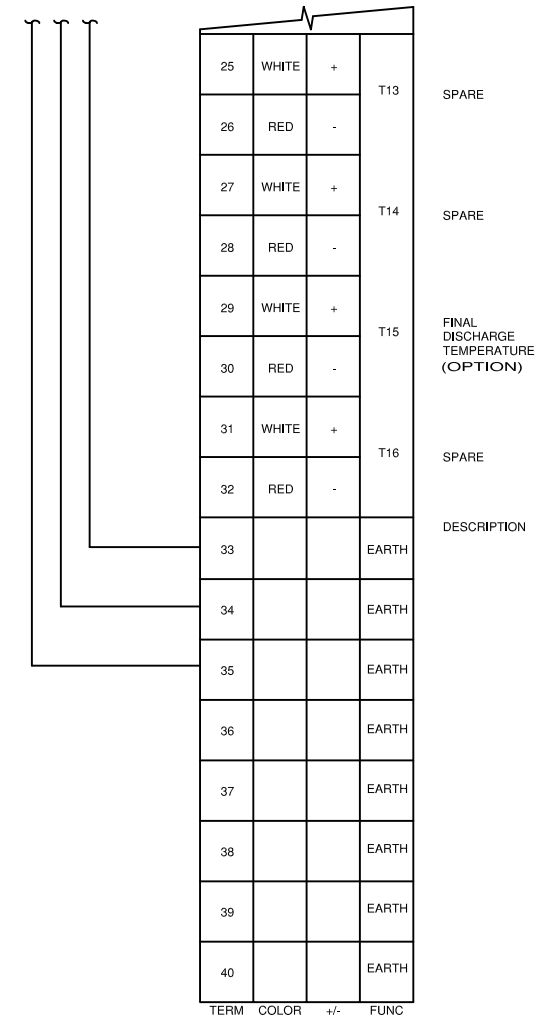 25 WHITE +
T13
SPARE
26 RED -
27 WHITE +
T14
SPARE
28 RED -
29 WHITE +
T15
FINAL
DISCHARGE
TEMPERATURE
(OPTION)
30 RED -
31 WHITE +
T16
SPARE
32 RED -
DESCRIPTION
33 EARTH
34 EARTH
35 EARTH
36 EARTH
37 EARTH
38 EARTH
39 EARTH
40 EARTH
TERM COLOR +/- FUNC